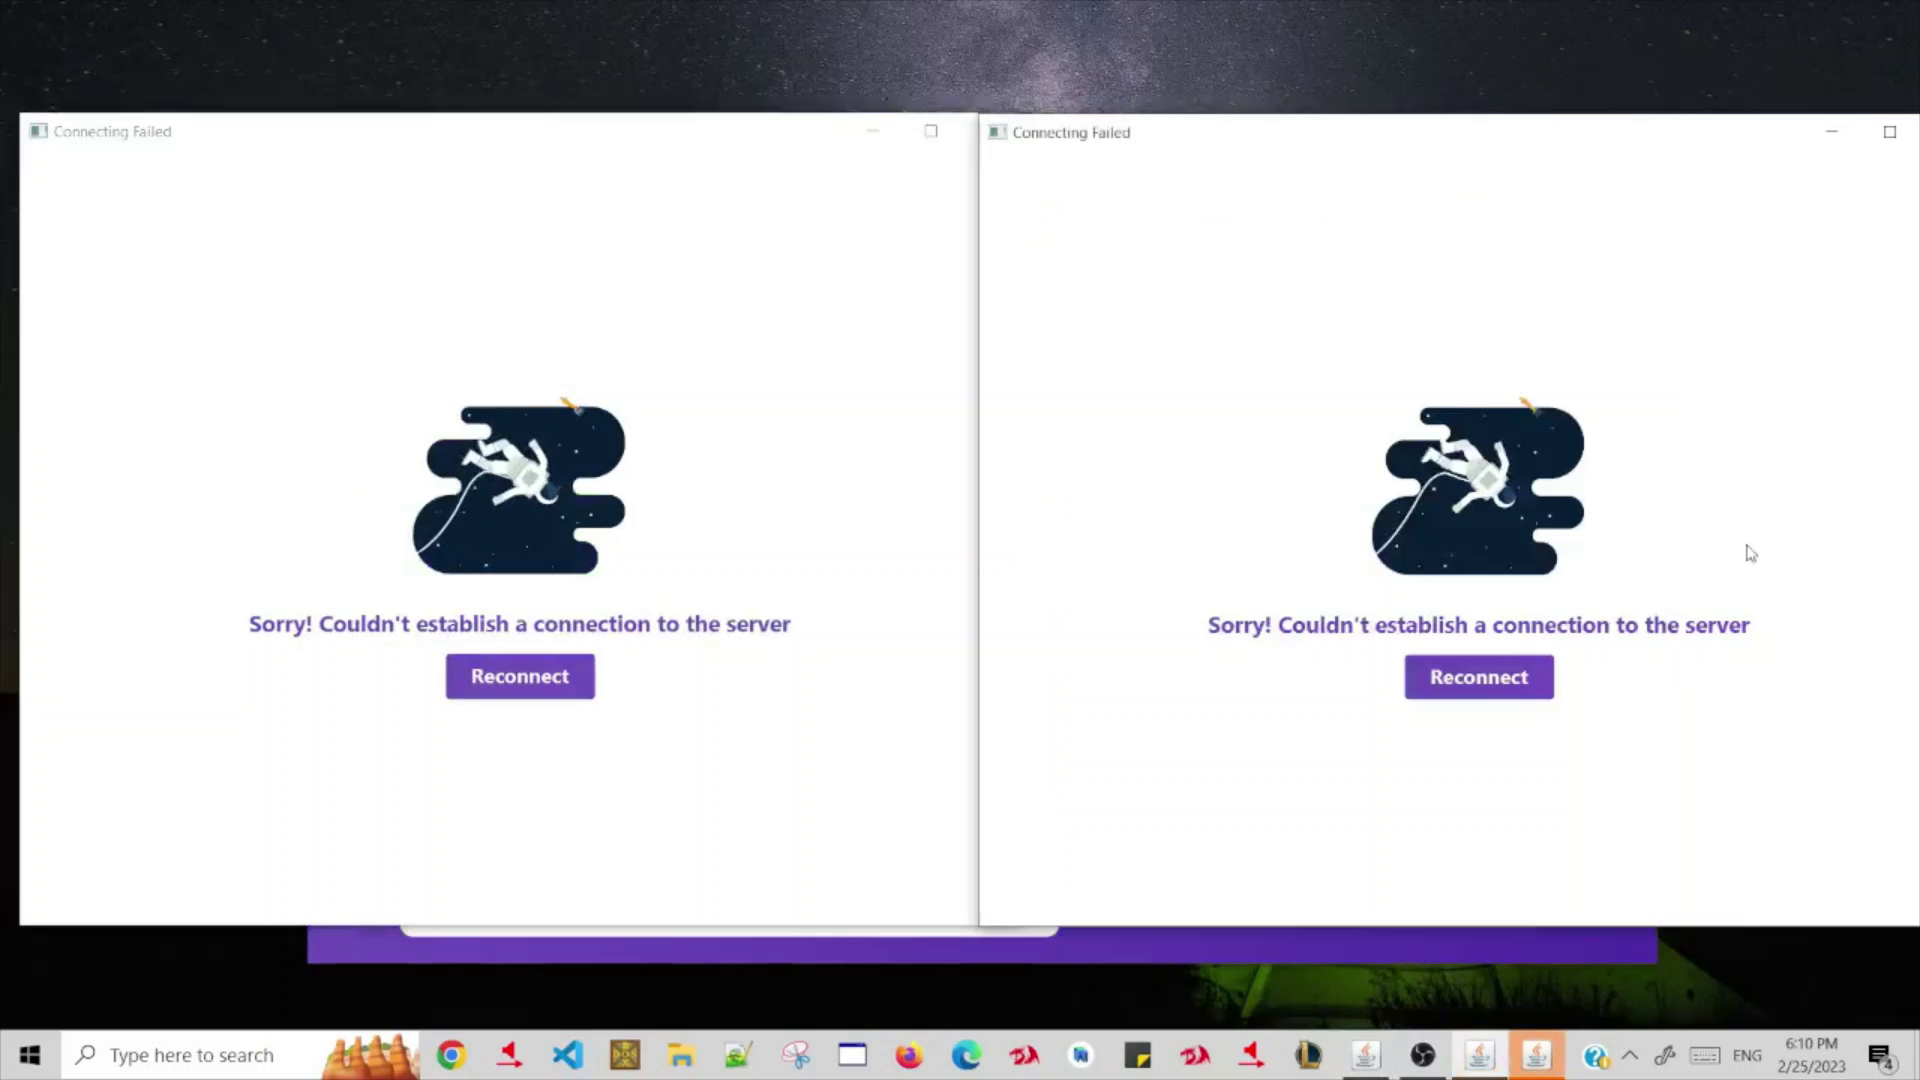 Connecting Failed
Sorry! Couldn't establish a connection to the server
Reconnect
Connecting Failed
Sorry! Couldn't establish a connection to the server
Reconnect
Type here to search
ENG
6:10 PM
2/25/2023
4